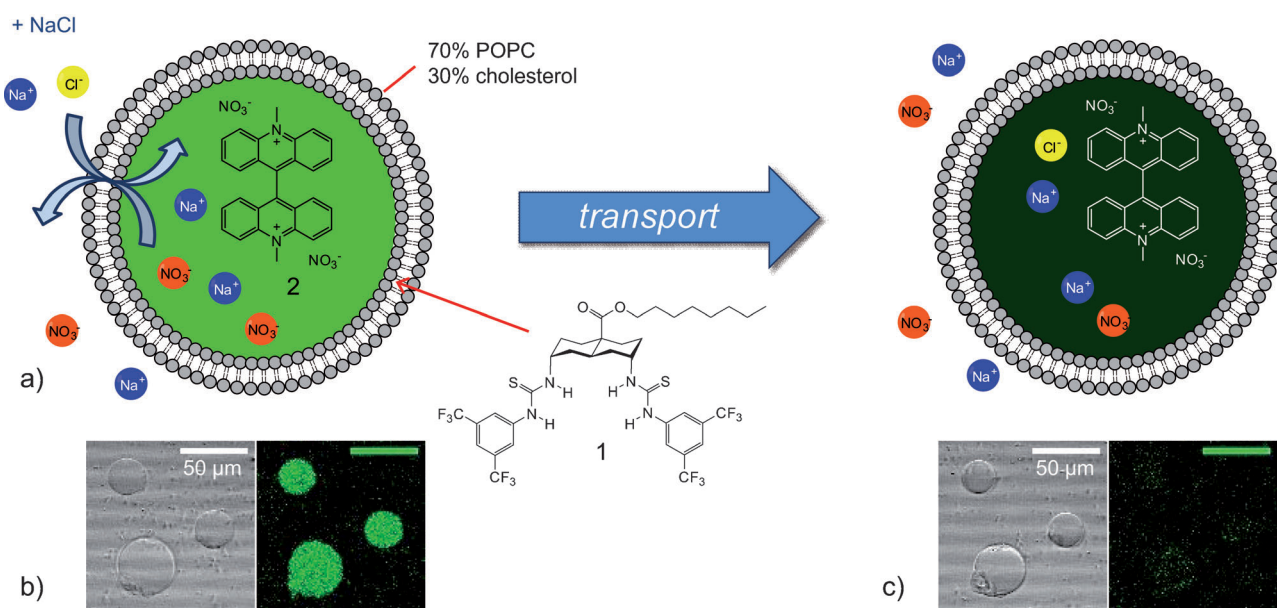 + NaCl
70% POPC
30% cholesterol
Na⁺
Cl⁻
NO₃⁻
N
+
Na⁺
+
N
NO₃⁻
NO₃⁻
Na⁺
2
NO₃⁻
NO₃⁻
Na⁺
a)
transport
O
O
S
N
H
N
H
N
H
S
N
H
F₃C
CF₃
CF₃
CF₃
1
Na⁺
NO₃⁻
NO₃⁻
N
+
Cl⁻
Na⁺
+
N
NO₃⁻
Na⁺
NO₃⁻
NO₃⁻
Na⁺
50 µm
b)
50 µm
c)